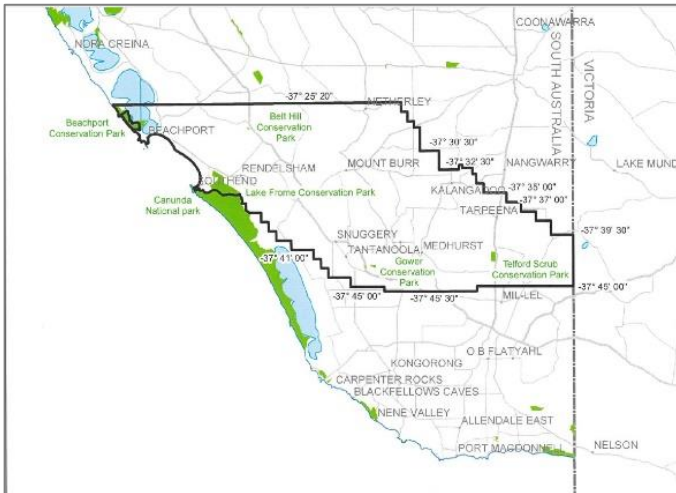 COONAWARRA
NORA CREINA
SOUTH AUSTRALIA
VICTORIA
-37° 25' 20"
NETHERLEY
Beachport
Conservation Park
BEACHPORT
Belt Hill
Conservation
Park
-37° 30' 30"
-37° 32' 30"
NANGWARRY
LAKE MUND
RENDELSHAM
MOUNT BURR
SOUTHEND
Lake Frome Conservation Park
KALANGADOO
-37° 35' 00"
-37° 37' 00"
Canunda
National park
TARPEENA
-37° 39' 30"
SNUGGERY
TANTANOOLA
MEDHURST
-37° 41' 00"
Gower
Conservation
Park
Telford Scrub
Conservation Park
-37° 45' 00"
-37° 45' 30"
-37° 45' 00"
MIL-LEL
O B FLAT
YAHL
KONGORONG
CARPENTER ROCKS
BLACKFELLOWS CAVES
NENE VALLEY
ALLENDALE EAST
PORT MACDONNELL
NELSON